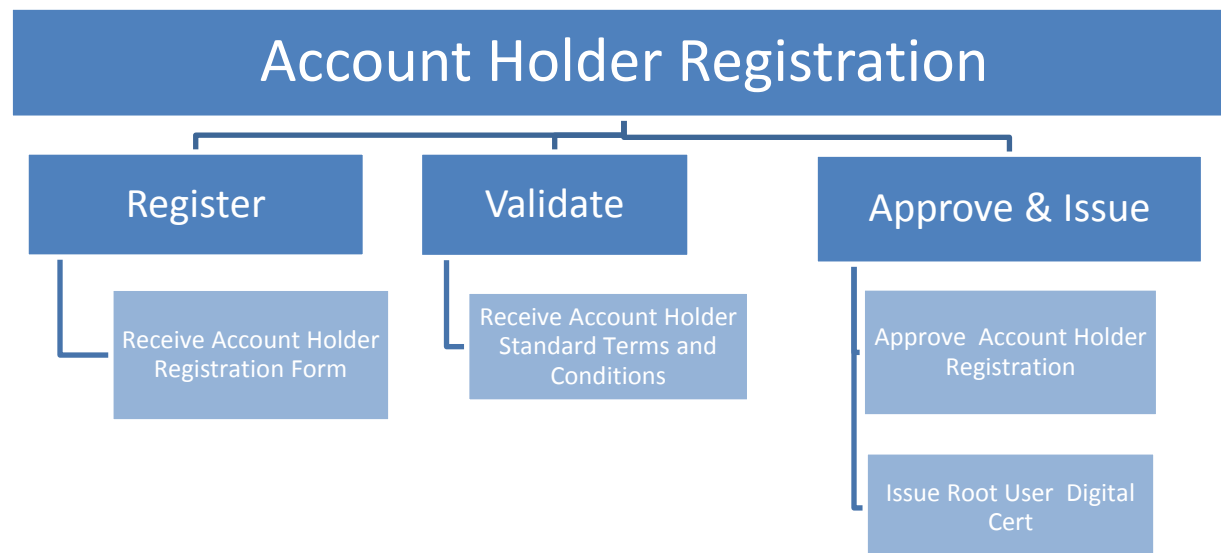 Account Holder Registration
Register
Validate
Approve & Issue
Receive Account Holder
Registration Form
Receive Account Holder
Standard Terms and
Conditions
Approve  Account Holder
Registration
Issue Root User  Digital
Cert